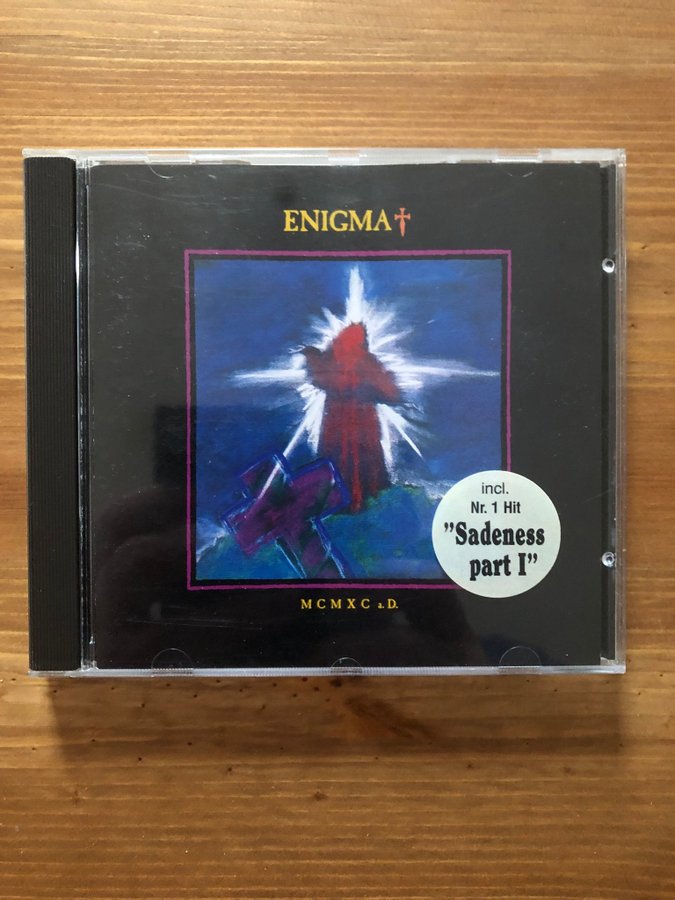 ENIGMA†
incl.
Nr. 1 Hit
”Sadeness
part I”
MCMXC a.D.